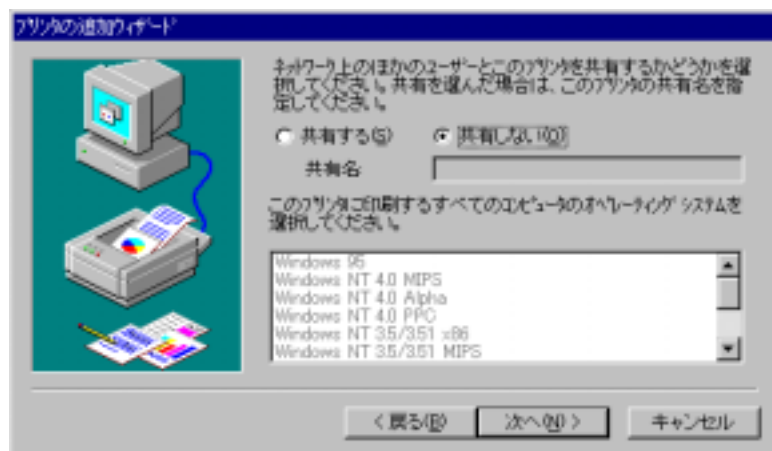 プリンタの追加ウィザード
ネットワーク上のほかのユーザーとこのプリンタを共有するかどうかを選
択してください。共有を選んだ場合は、このプリンタの共有名を指
定してください。
共有する(S) 共有しない(O)
共有名
このプリンタに印刷するすべてのコンピュータのオペレーティング システムを
選択してください。
Windows 95
Windows NT 4.0 MIPS
Windows NT 4.0 Alpha
Windows NT 4.0 PPC
Windows NT 3.5/3.51 x86
Windows NT 3.5/3.51 MIPS
< 戻る(B) 次へ(N) > キャンセル